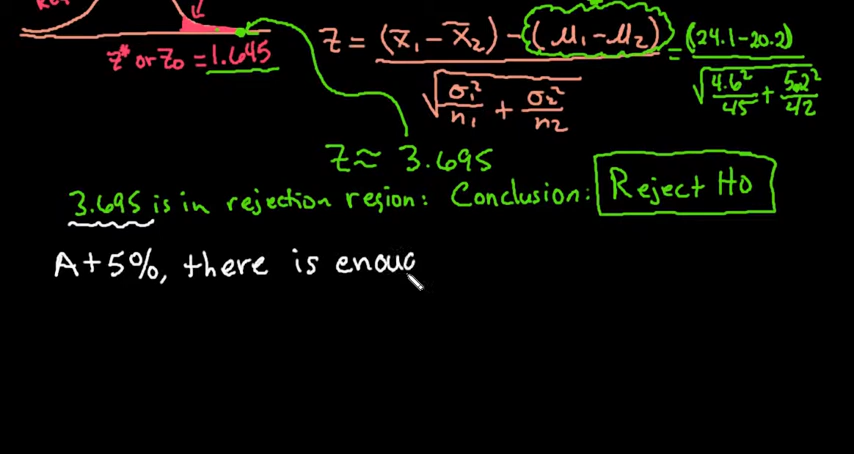 z* or z₀ = 1.645
z = (x̄₁ - x̄₂) - (μ₁ - μ₂) / √(σ₁²/n₁ + σ₂²/n₂) = (24.1-20.2) / √(4.6²/45 + 5.2²/42)
z ≈ 3.695
3.695 is in rejection region: Conclusion: Reject H0
At 5%, there is enoug